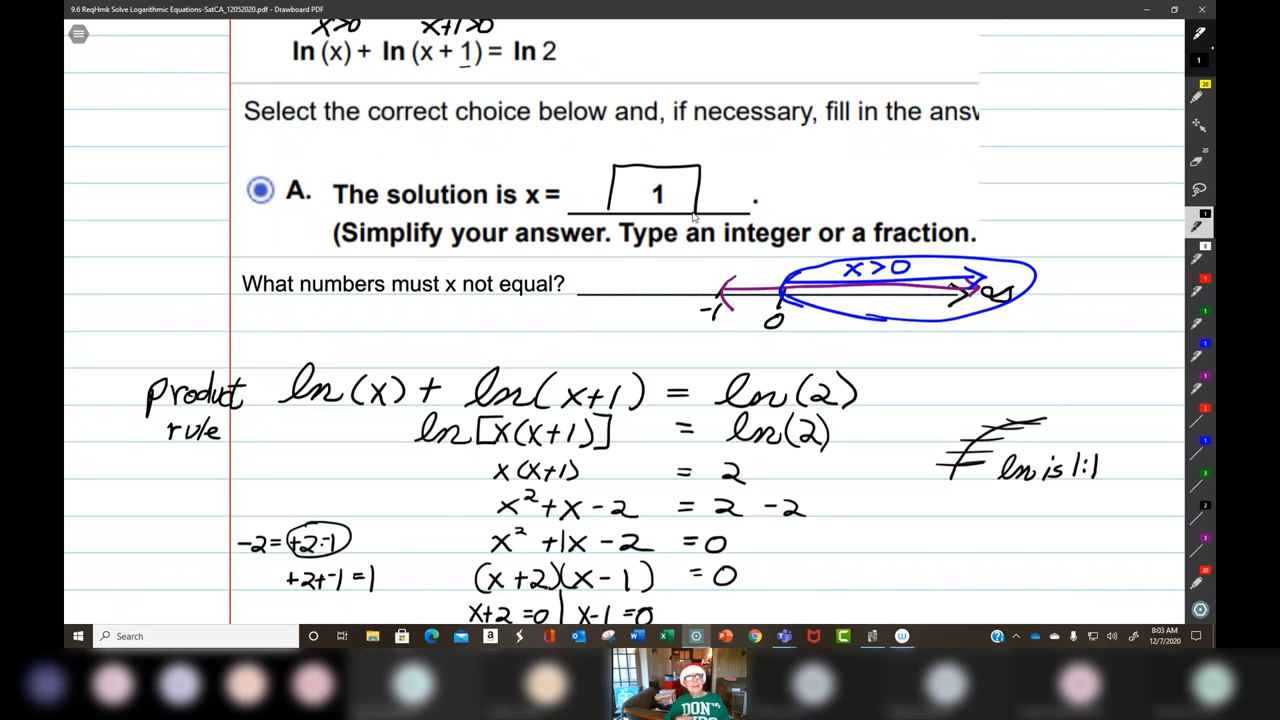 9.6 ReqHmk Solve Logarithmic Equations-SatCA_12052020.pdf - Drawboard PDF
x>0 x+1>0
ln (x) + ln (x + 1) = ln 2
Select the correct choice below and, if necessary, fill in the answ
A. The solution is x = 1 .
(Simplify your answer. Type an integer or a fraction.
What numbers must x not equal?
x>0
-1 0 ∞
product ln(x) + ln(x+1) = ln(2)
rule ln[x(x+1)] = ln(2)
x(x+1) = 2
ln is 1:1
x²+x-2 = 2 -2
-2 = +2·-1 x² +1x -2 = 0
+2+-1=1 (x+2)(x-1) = 0
x+2=0 | x-1=0
Search
8:03 AM
12/7/2020
DON